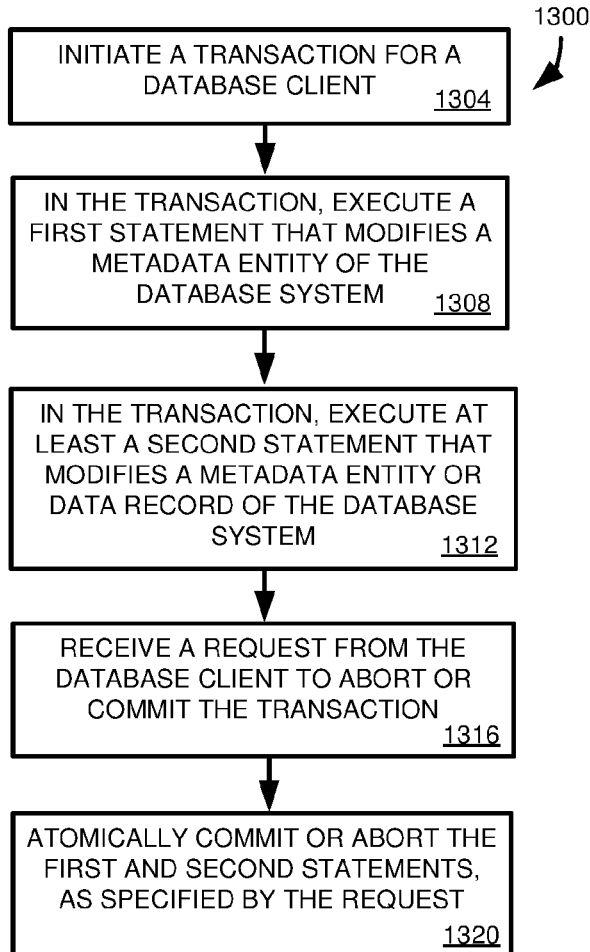 1300
INITIATE A TRANSACTION FOR A
DATABASE CLIENT
1304
IN THE TRANSACTION, EXECUTE A
FIRST STATEMENT THAT MODIFIES A
METADATA ENTITY OF THE
DATABASE SYSTEM
1308
IN THE TRANSACTION, EXECUTE AT
LEAST A SECOND STATEMENT THAT
MODIFIES A METADATA ENTITY OR
DATA RECORD OF THE DATABASE
SYSTEM
1312
RECEIVE A REQUEST FROM THE
DATABASE CLIENT TO ABORT OR
COMMIT THE TRANSACTION
1316
ATOMICALLY COMMIT OR ABORT THE
FIRST AND SECOND STATEMENTS,
AS SPECIFIED BY THE REQUEST
1320